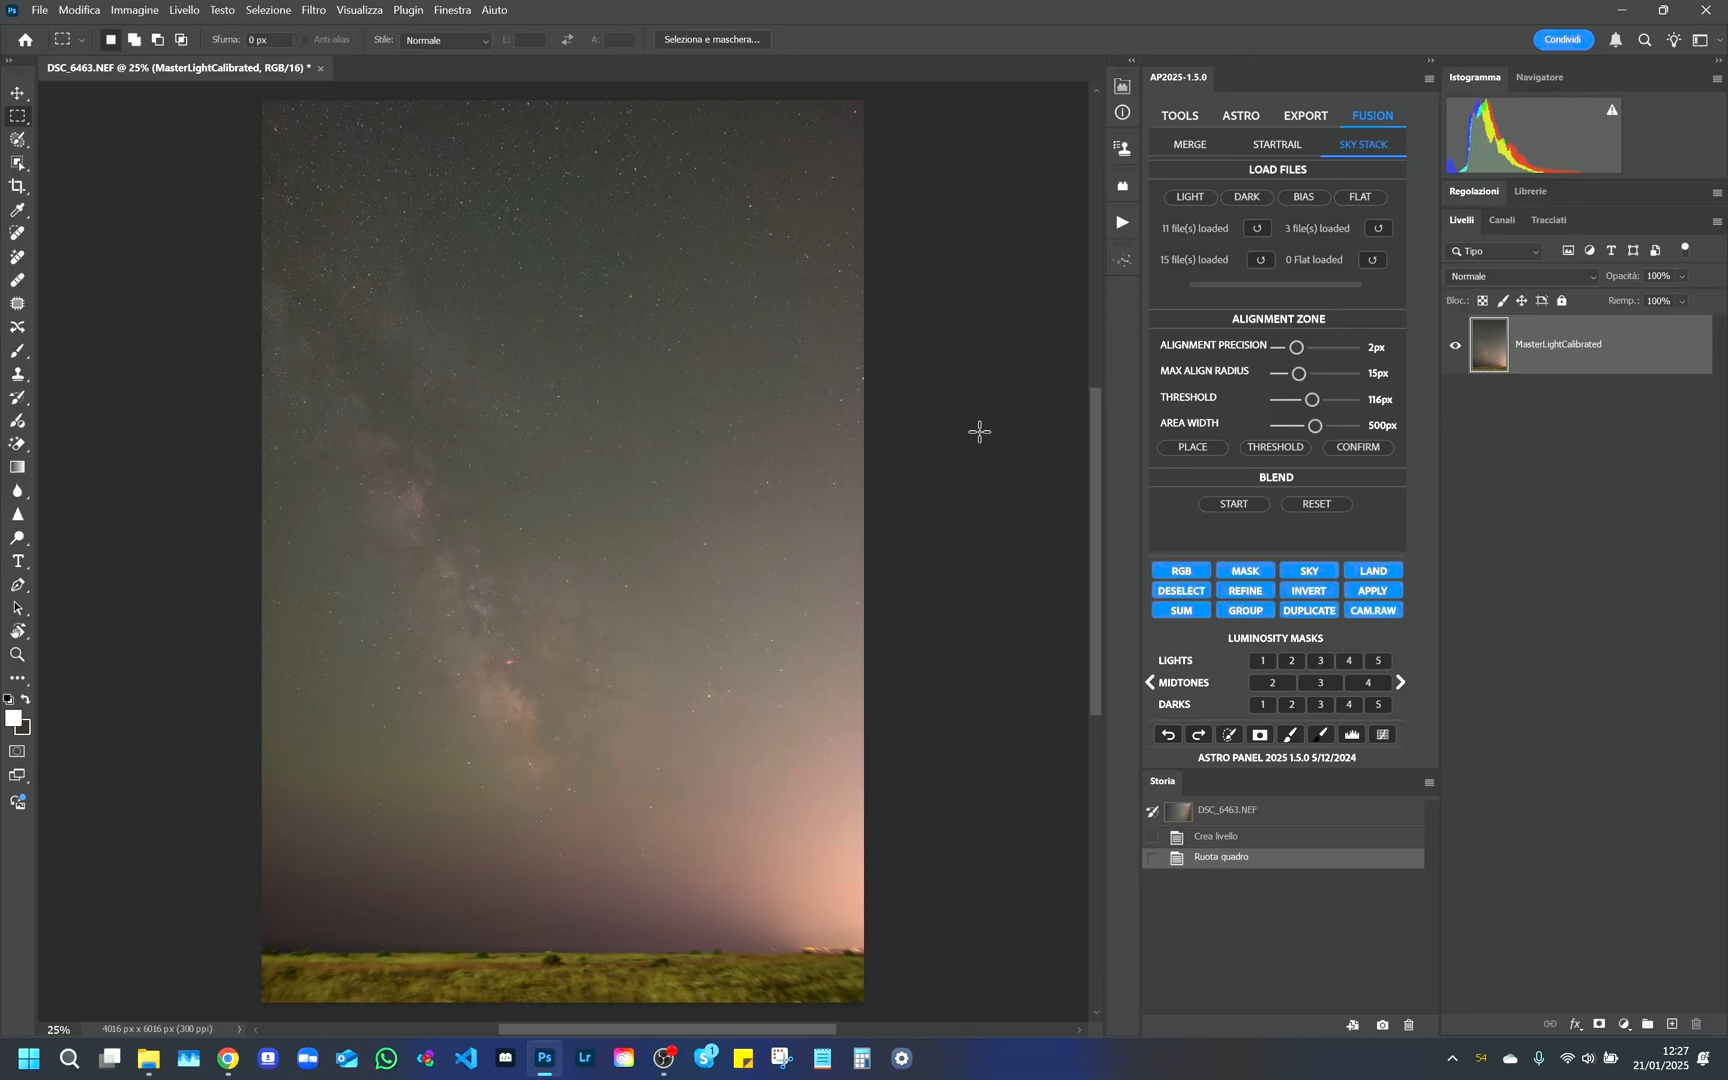 Ps File Modifica Immagine Livello Testo Selezione Filtro Visualizza Plugin Finestra Aiuto
Sfuma: 0 px Anti-alias Stile: Normale L: A: Seleziona e maschera... Condividi
DSC_6463.NEF @ 25% (MasterLightCalibrated, RGB/16) * ×
AP2025-1.5.0
TOOLS ASTRO EXPORT FUSION
MERGE STARTRAIL SKY STACK
LOAD FILES
LIGHT DARK BIAS FLAT
11 file(s) loaded 3 file(s) loaded
15 file(s) loaded 0 Flat loaded
ALIGNMENT ZONE
ALIGNMENT PRECISION 2px
MAX ALIGN RADIUS 15px
THRESHOLD 116px
AREA WIDTH 500px
PLACE THRESHOLD CONFIRM
BLEND
START RESET
RGB MASK SKY LAND
DESELECT REFINE INVERT APPLY
SUM GROUP DUPLICATE CAM.RAW
LUMINOSITY MASKS
LIGHTS 1 2 3 4 5
MIDTONES 2 3 4
DARKS 1 2 3 4 5
ASTRO PANEL 2025 1.5.0 5/12/2024
Storia
DSC_6463.NEF
Crea livello
Ruota quadro
Istogramma Navigatore
Regolazioni Librerie
Livelli Canali Tracciati
Tipo
Normale Opacità: 100%
Bloc.: Riemp.: 100%
MasterLightCalibrated
fx
25% 4016 px x 6016 px (300 ppi)
Ps Lr 1 54 12:27
21/01/2025